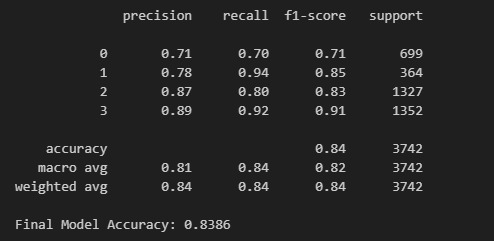 precision recall f1-score support
0 0.71 0.70 0.71 699
1 0.78 0.94 0.85 364
2 0.87 0.80 0.83 1327
3 0.89 0.92 0.91 1352
accuracy 0.84 3742
macro avg 0.81 0.84 0.82 3742
weighted avg 0.84 0.84 0.84 3742
Final Model Accuracy: 0.8386